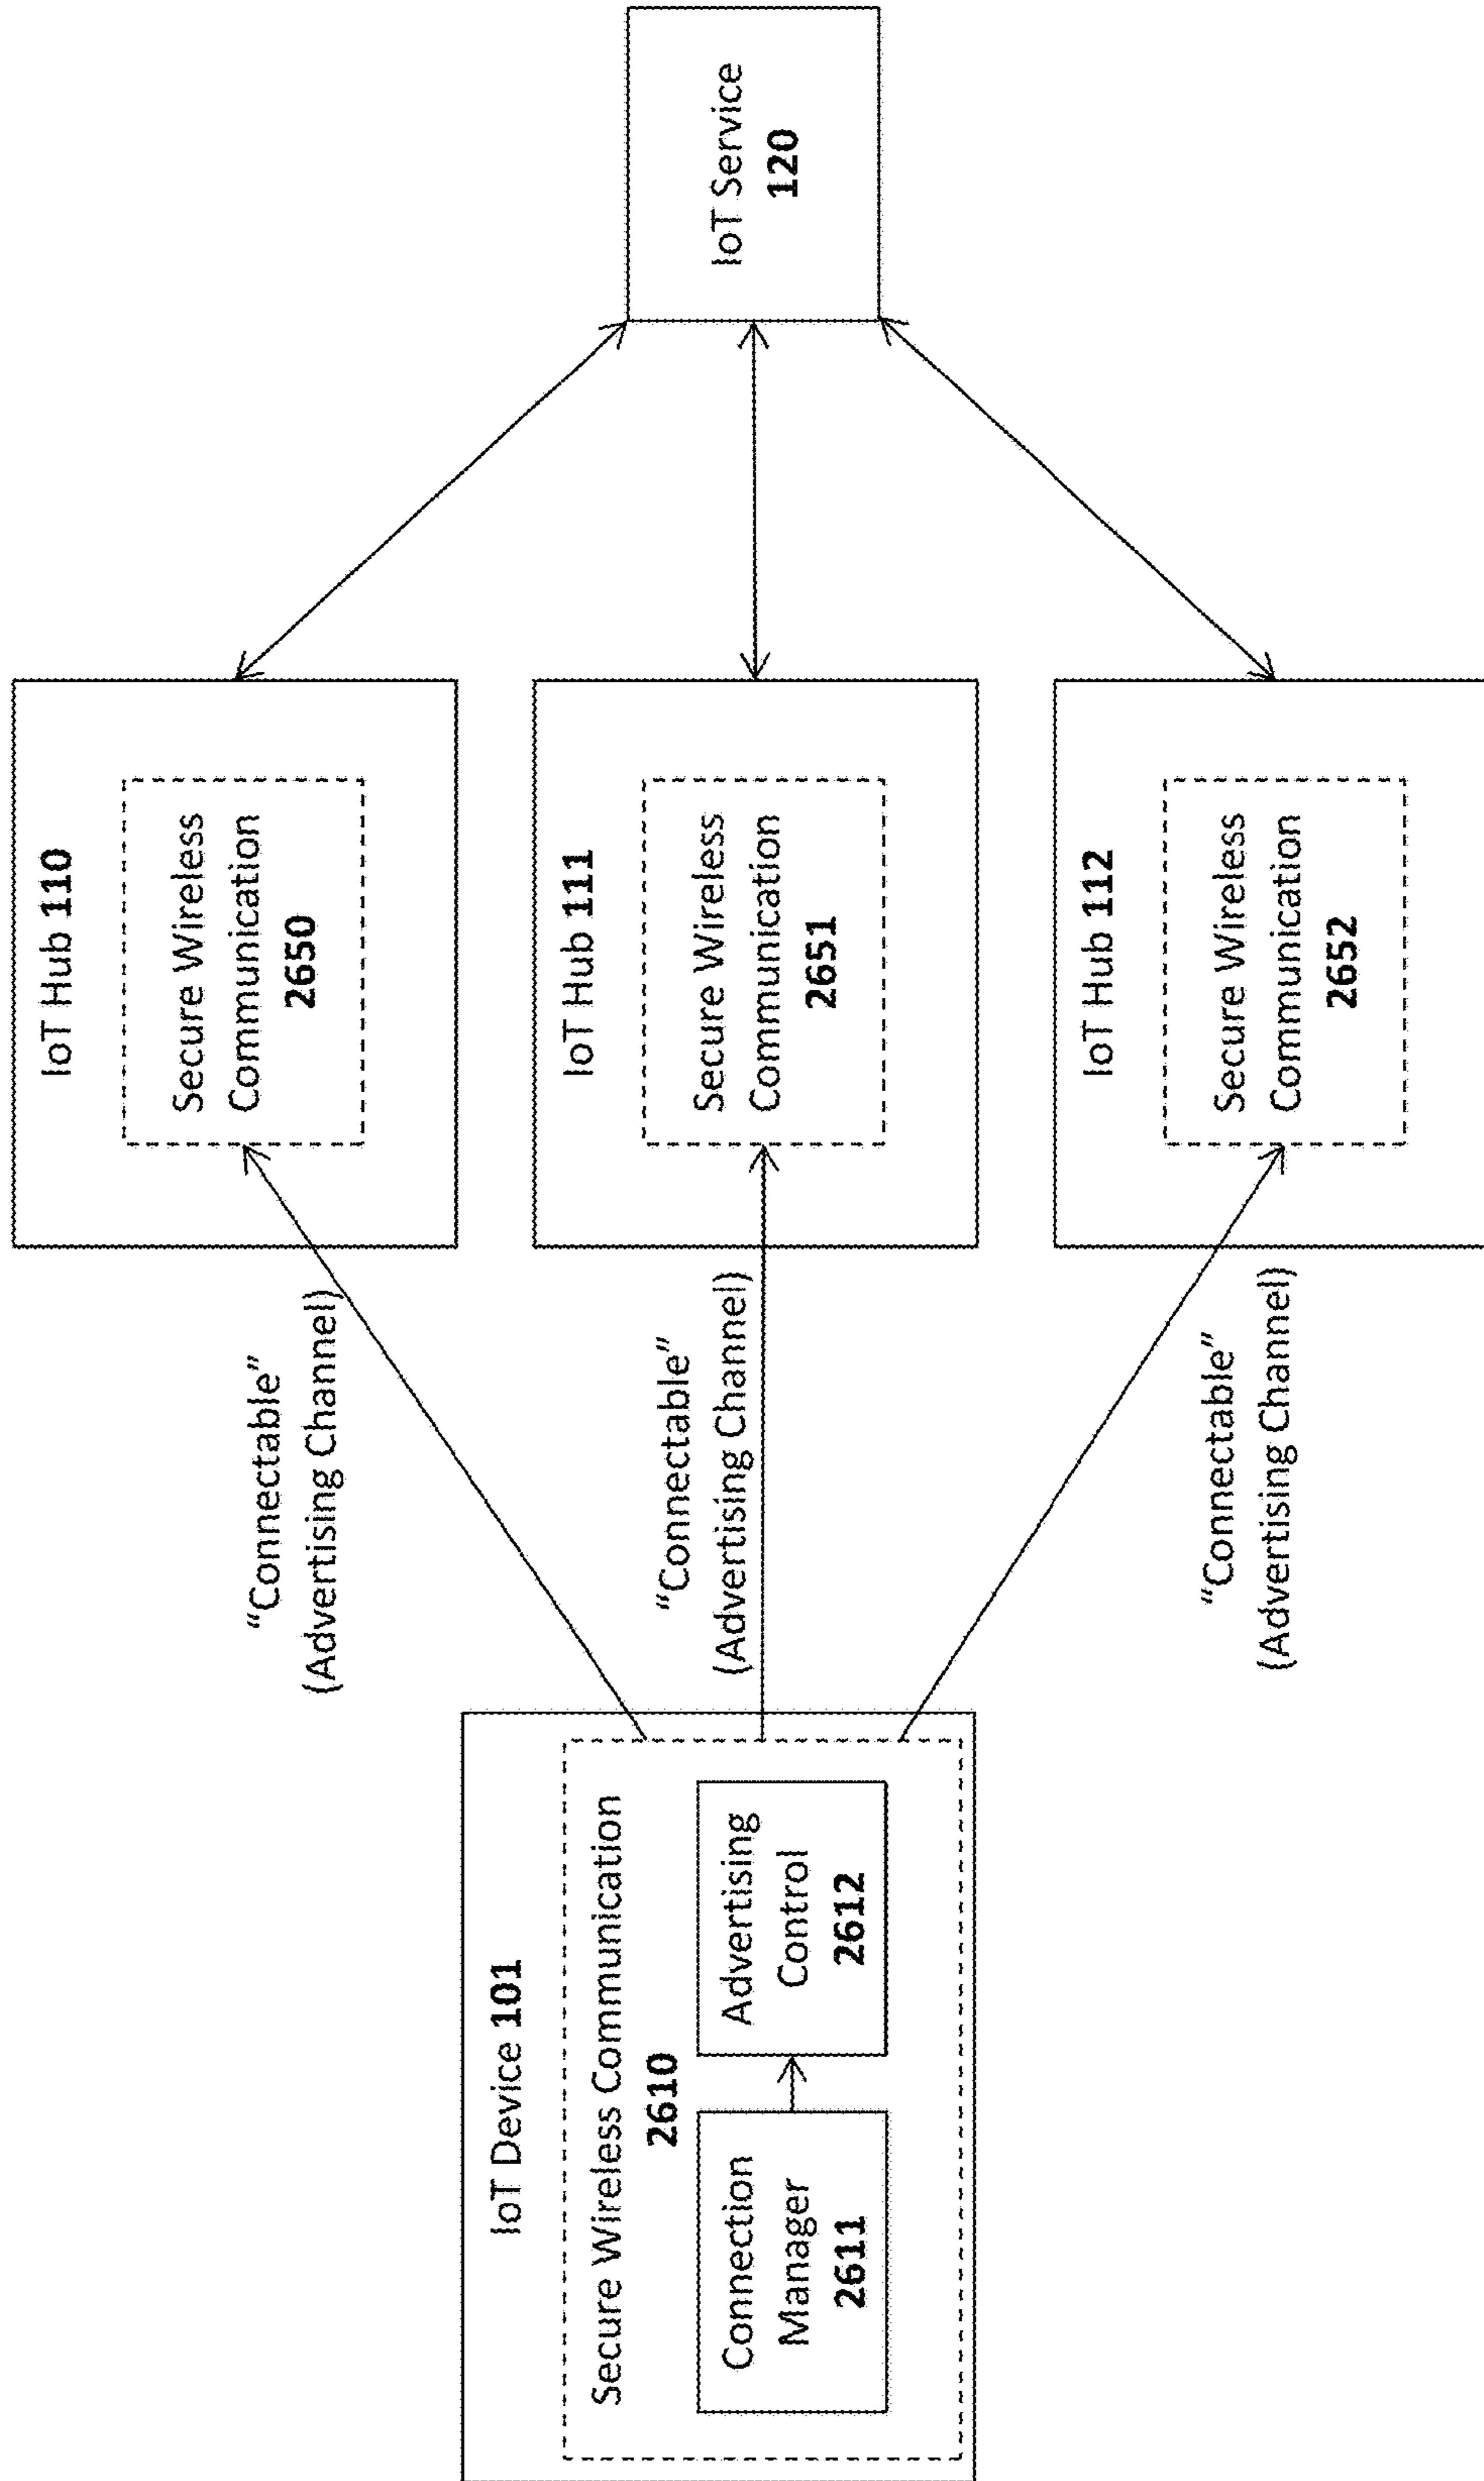 IoT Device 101
Secure Wireless Communication
2610
Connection
Manager
2611
Advertising
Control
2612
“Connectable”
(Advertising Channel)
“Connectable”
(Advertising Channel)
“Connectable”
(Advertising Channel)
IoT Hub 110
Secure Wireless
Communication
2650
IoT Hub 111
Secure Wireless
Communication
2651
IoT Hub 112
Secure Wireless
Communication
2652
IoT Service
120